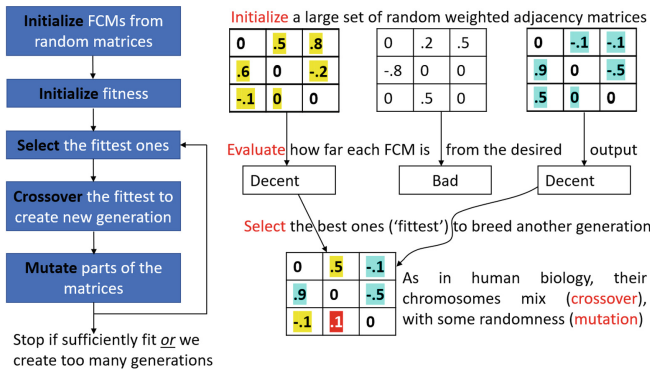 Initialize FCMs from
random matrices
Initialize fitness
Select the fittest ones
Crossover the fittest to
create new generation
Mutate parts of the
matrices
Stop if sufficiently fit or we
create too many generations
Initialize a large set of random weighted adjacency matrices
0 .5 .8
.6 0 -.2
-.1 0 0
0 .2 .5
-.8 0 0
0 .5 0
0 -.1 -.1
.9 0 -.5
.5 0 0
Evaluate how far each FCM is from the desired output
Decent
Bad
Decent
Select the best ones ('fittest') to breed another generation
0 .5 -.1
.9 0 -.5
-.1 .1 0
As in human biology, their
chromosomes mix (crossover),
with some randomness (mutation)